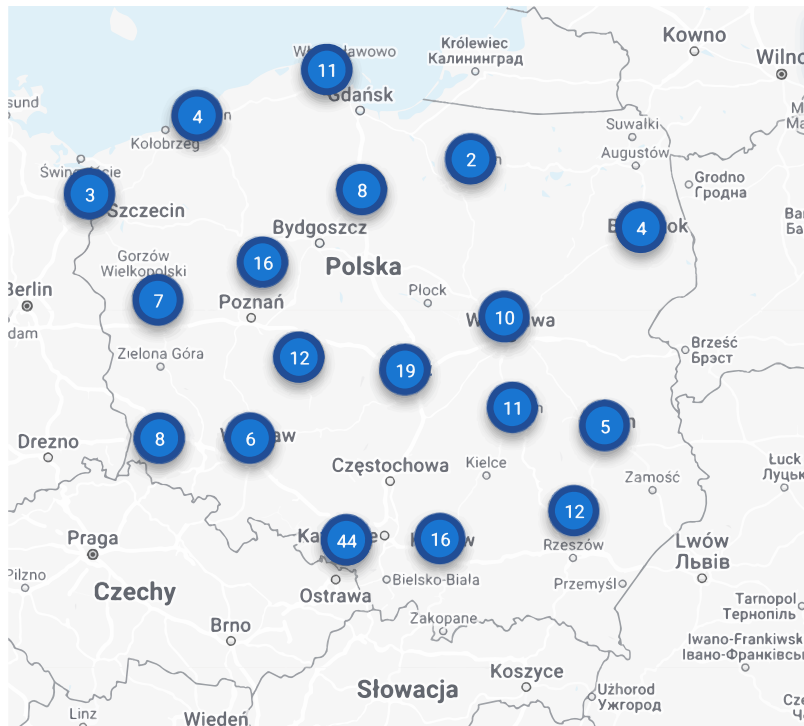 Królewiec
Калининград
Kowno
Wilno
11
Gdańsk
4
Kołobrzeg
2
Suwałki
Augustów
Grodno
Гродна
3
Szczecin
8
Bydgoszcz
4
16
Polska
Gorzów
Wielkopolski
7
Poznań
Płock
10
Berlin
Zielona Góra
12
19
Brześć
Брэст
11
5
8
6
Drezno
Częstochowa
Kielce
Zamość
Łuck
Луцьк
12
Rzeszów
44
16
Praga
Czechy
Ostrawa
Bielsko-Biała
Przemyśl
Lwów
Львів
Pilzno
Brno
Zakopane
Tarnopol
Тернопіль
Iwano-Frankiwsk
Івано-Франківсь
Koszyce
Słowacja
Użhorod
Ужгород
Linz
Wiedeń